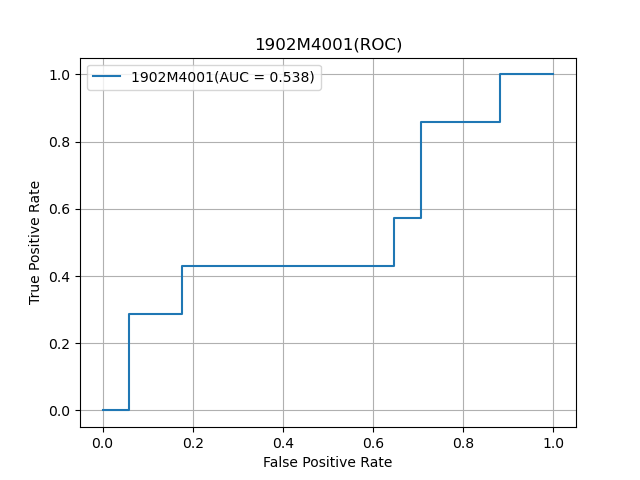 1902M4001(ROC)
1902M4001(AUC = 0.538)
True Positive Rate
1.0
0.8
0.6
0.4
0.2
0.0
0.0 0.2 0.4 0.6 0.8 1.0
False Positive Rate